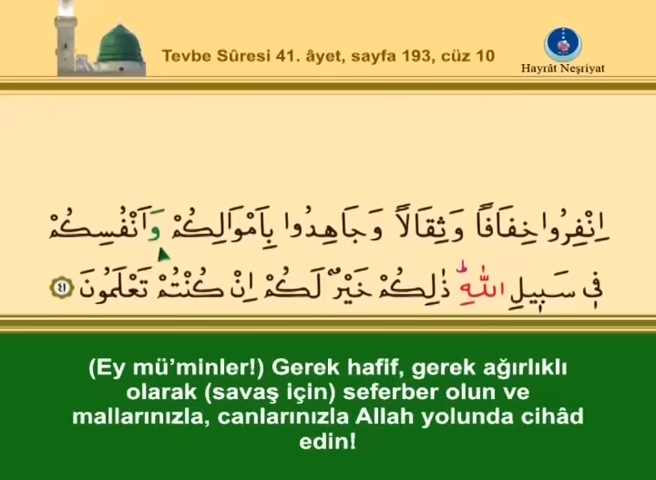 Tevbe Sûresi 41. âyet, sayfa 193, cüz 10
Hayrât Neşriyat
اِنْفِرُوا خِفَافًا وَثِقَالًا وَجَاهِدُوا بِاَمْوَالِكُمْ وَاَنْفُسِكُمْ
فٖي سَبٖيلِ اللّٰهِ ط ذٰلِكُمْ خَيْرٌ لَكُمْ اِنْ كُنْتُمْ تَعْلَمُونَ ٤١
(Ey mü’minler!) Gerek hafif, gerek ağırlıklı
olarak (savaş için) seferber olun ve
mallarınızla, canlarınızla Allah yolunda cihâd
edin!